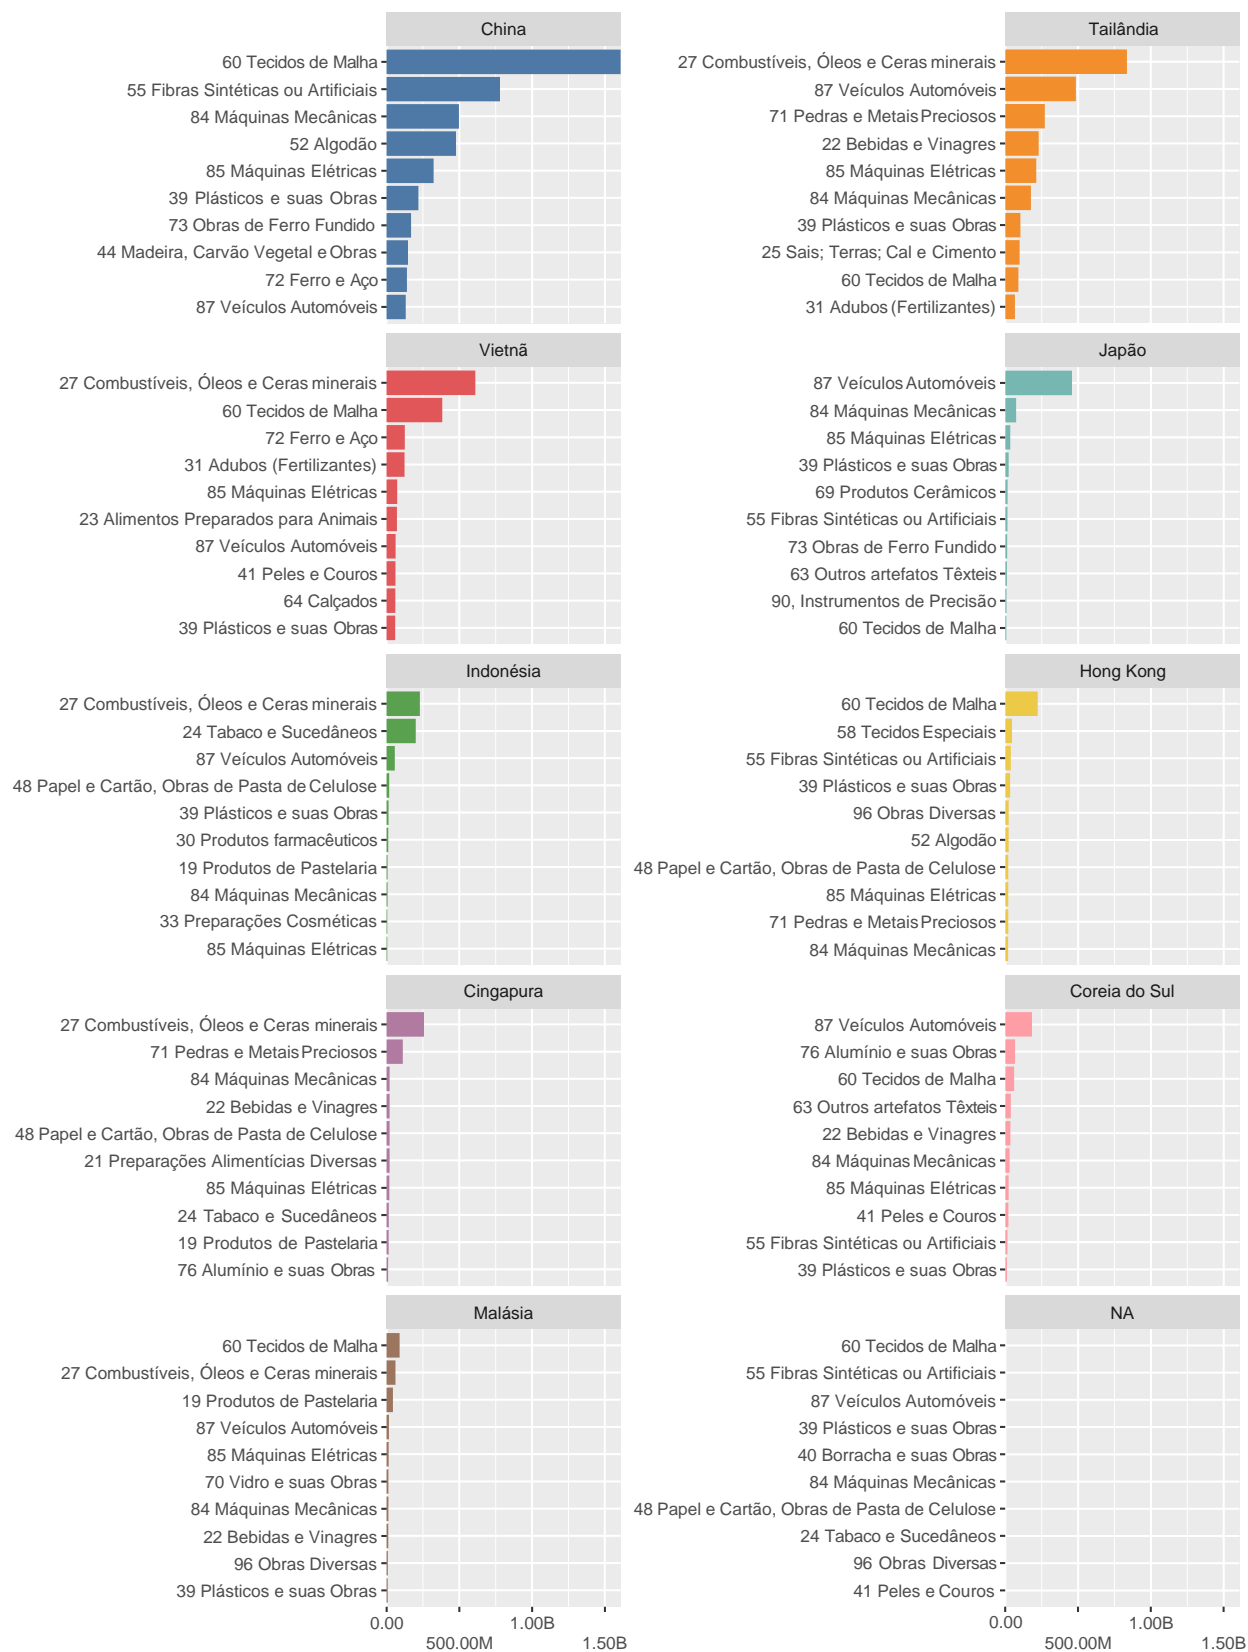 China
60 Tecidos de Malha
55 Fibras Sintéticas ou Artificiais
84 Máquinas Mecânicas
52 Algodão
85 Máquinas Elétricas
39 Plásticos e suas Obras
73 Obras de Ferro Fundido
44 Madeira, Carvão Vegetal e Obras
72 Ferro e Aço
87 Veículos Automóveis
Tailândia
27 Combustíveis, Óleos e Ceras minerais
87 Veículos Automóveis
71 Pedras e Metais Preciosos
22 Bebidas e Vinagres
85 Máquinas Elétricas
84 Máquinas Mecânicas
39 Plásticos e suas Obras
25 Sais; Terras; Cal e Cimento
60 Tecidos de Malha
31 Adubos (Fertilizantes)
Vietnã
27 Combustíveis, Óleos e Ceras minerais
60 Tecidos de Malha
72 Ferro e Aço
31 Adubos (Fertilizantes)
85 Máquinas Elétricas
23 Alimentos Preparados para Animais
87 Veículos Automóveis
41 Peles e Couros
64 Calçados
39 Plásticos e suas Obras
Japão
87 Veículos Automóveis
84 Máquinas Mecânicas
85 Máquinas Elétricas
39 Plásticos e suas Obras
69 Produtos Cerâmicos
55 Fibras Sintéticas ou Artificiais
73 Obras de Ferro Fundido
63 Outros artefatos Têxteis
90, Instrumentos de Precisão
60 Tecidos de Malha
Indonésia
27 Combustíveis, Óleos e Ceras minerais
24 Tabaco e Sucedâneos
87 Veículos Automóveis
48 Papel e Cartão, Obras de Pasta de Celulose
39 Plásticos e suas Obras
30 Produtos farmacêuticos
19 Produtos de Pastelaria
84 Máquinas Mecânicas
33 Preparações Cosméticas
85 Máquinas Elétricas
Hong Kong
60 Tecidos de Malha
58 Tecidos Especiais
55 Fibras Sintéticas ou Artificiais
39 Plásticos e suas Obras
96 Obras Diversas
52 Algodão
48 Papel e Cartão, Obras de Pasta de Celulose
85 Máquinas Elétricas
71 Pedras e Metais Preciosos
84 Máquinas Mecânicas
Cingapura
27 Combustíveis, Óleos e Ceras minerais
71 Pedras e Metais Preciosos
84 Máquinas Mecânicas
22 Bebidas e Vinagres
48 Papel e Cartão, Obras de Pasta de Celulose
21 Preparações Alimentícias Diversas
85 Máquinas Elétricas
24 Tabaco e Sucedâneos
19 Produtos de Pastelaria
76 Alumínio e suas Obras
Coreia do Sul
87 Veículos Automóveis
76 Alumínio e suas Obras
60 Tecidos de Malha
63 Outros artefatos Têxteis
22 Bebidas e Vinagres
84 Máquinas Mecânicas
85 Máquinas Elétricas
41 Peles e Couros
55 Fibras Sintéticas ou Artificiais
39 Plásticos e suas Obras
Malásia
60 Tecidos de Malha
27 Combustíveis, Óleos e Ceras minerais
19 Produtos de Pastelaria
87 Veículos Automóveis
85 Máquinas Elétricas
70 Vidro e suas Obras
84 Máquinas Mecânicas
22 Bebidas e Vinagres
96 Obras Diversas
39 Plásticos e suas Obras
0.00 1.00B
500.00M 1.50B
NA
60 Tecidos de Malha
55 Fibras Sintéticas ou Artificiais
87 Veículos Automóveis
39 Plásticos e suas Obras
40 Borracha e suas Obras
84 Máquinas Mecânicas
48 Papel e Cartão, Obras de Pasta de Celulose
24 Tabaco e Sucedâneos
96 Obras Diversas
41 Peles e Couros
0.00 1.00B
500.00M 1.50B